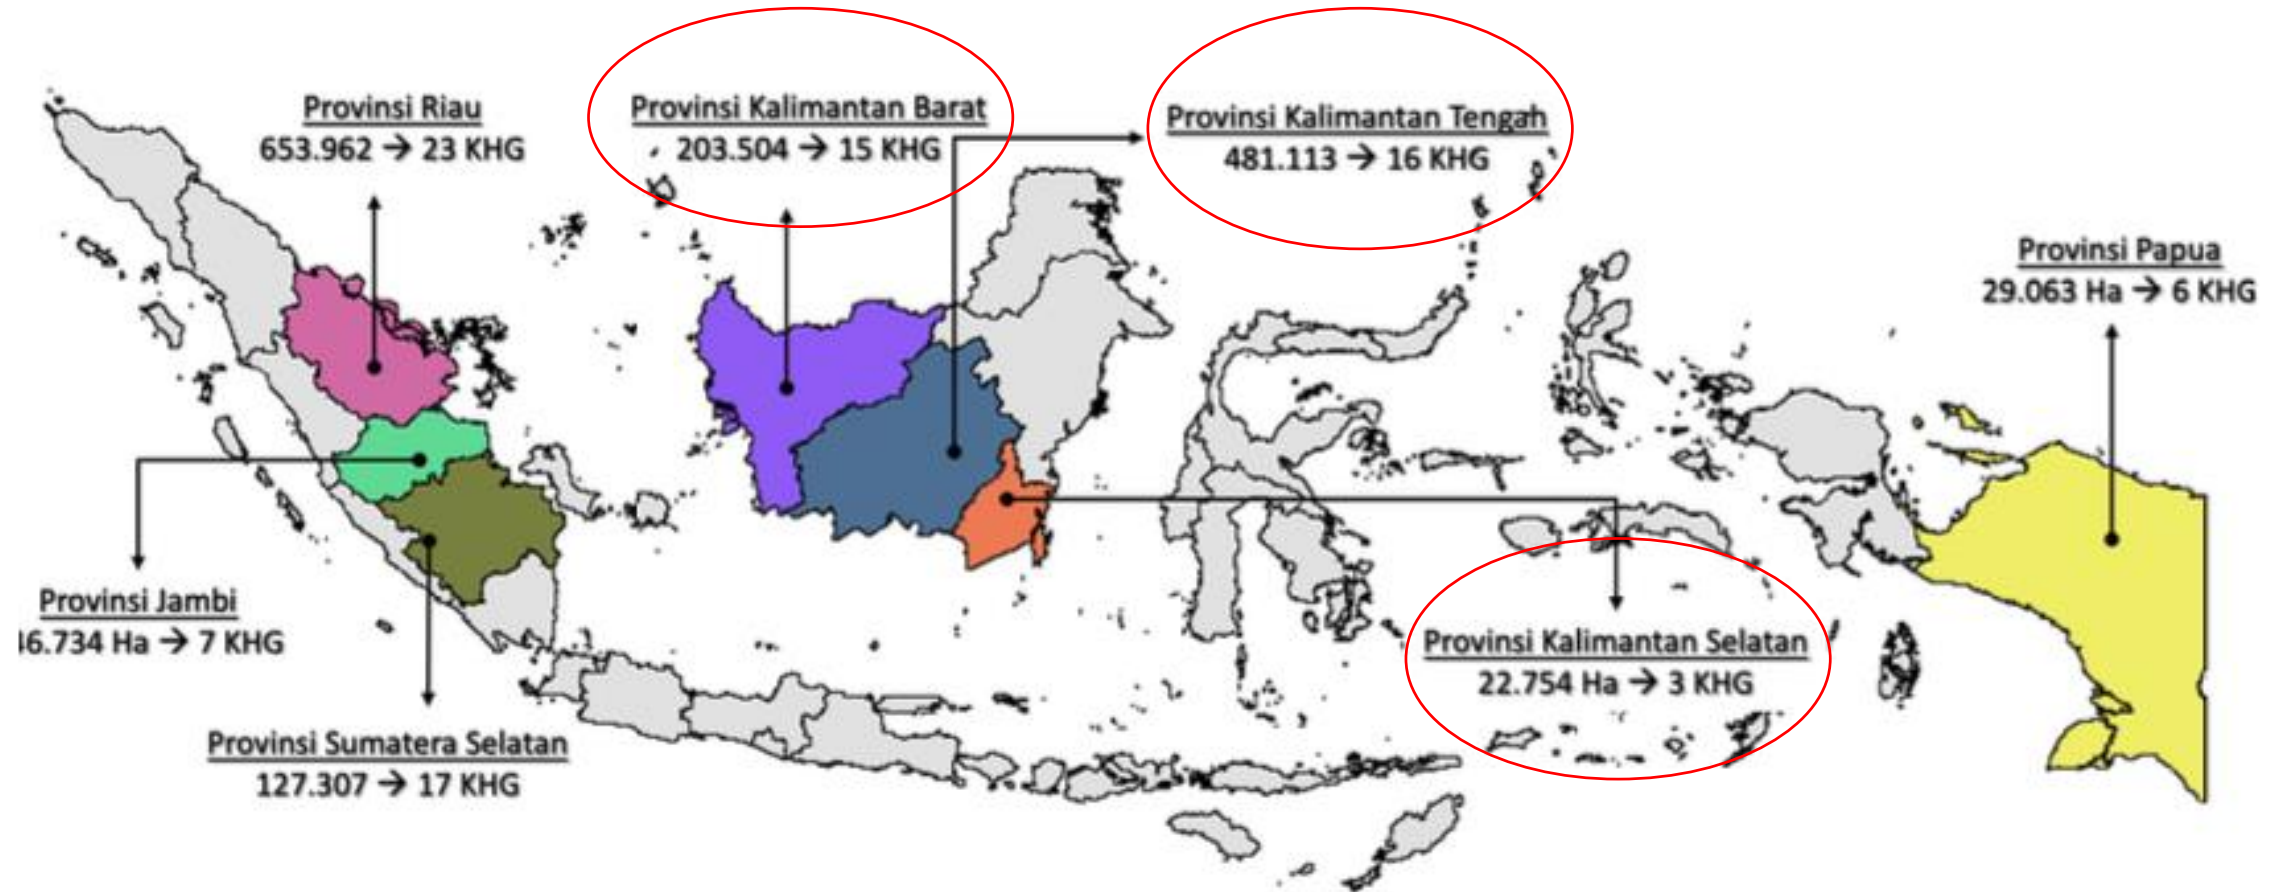 Provinsi Riau
653.962 → 23 KHG
Provinsi Kalimantan Barat
203.504 → 15 KHG
Provinsi Kalimantan Tengah
481.113 → 16 KHG
Provinsi Papua
29.063 Ha → 6 KHG
Provinsi Jambi
6.734 Ha → 7 KHG
Provinsi Kalimantan Selatan
22.754 Ha → 3 KHG
Provinsi Sumatera Selatan
127.307 → 17 KHG